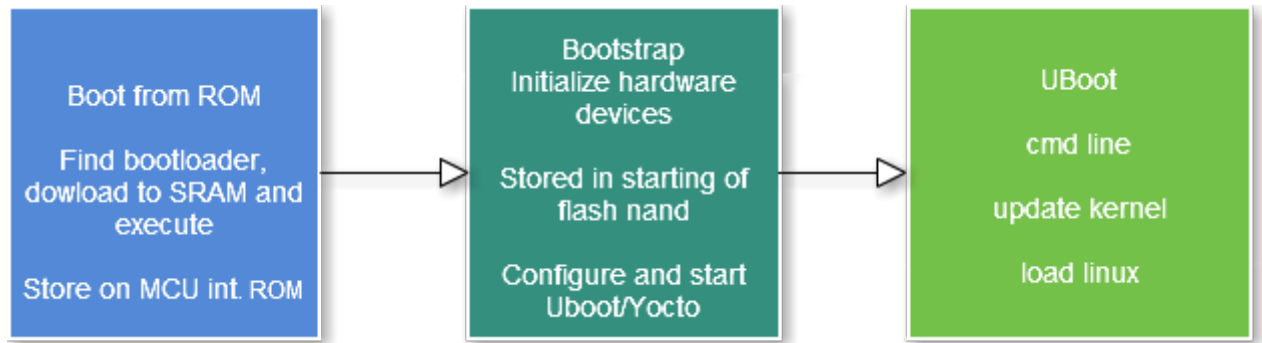 Boot from ROM
Find bootloader,
dowload to SRAM and
execute
Store on MCU int. ROM
Bootstrap
Initialize hardware
devices
Stored in starting of
flash nand
Configure and start
Uboot/Yocto
UBoot
cmd line
update kernel
load linux